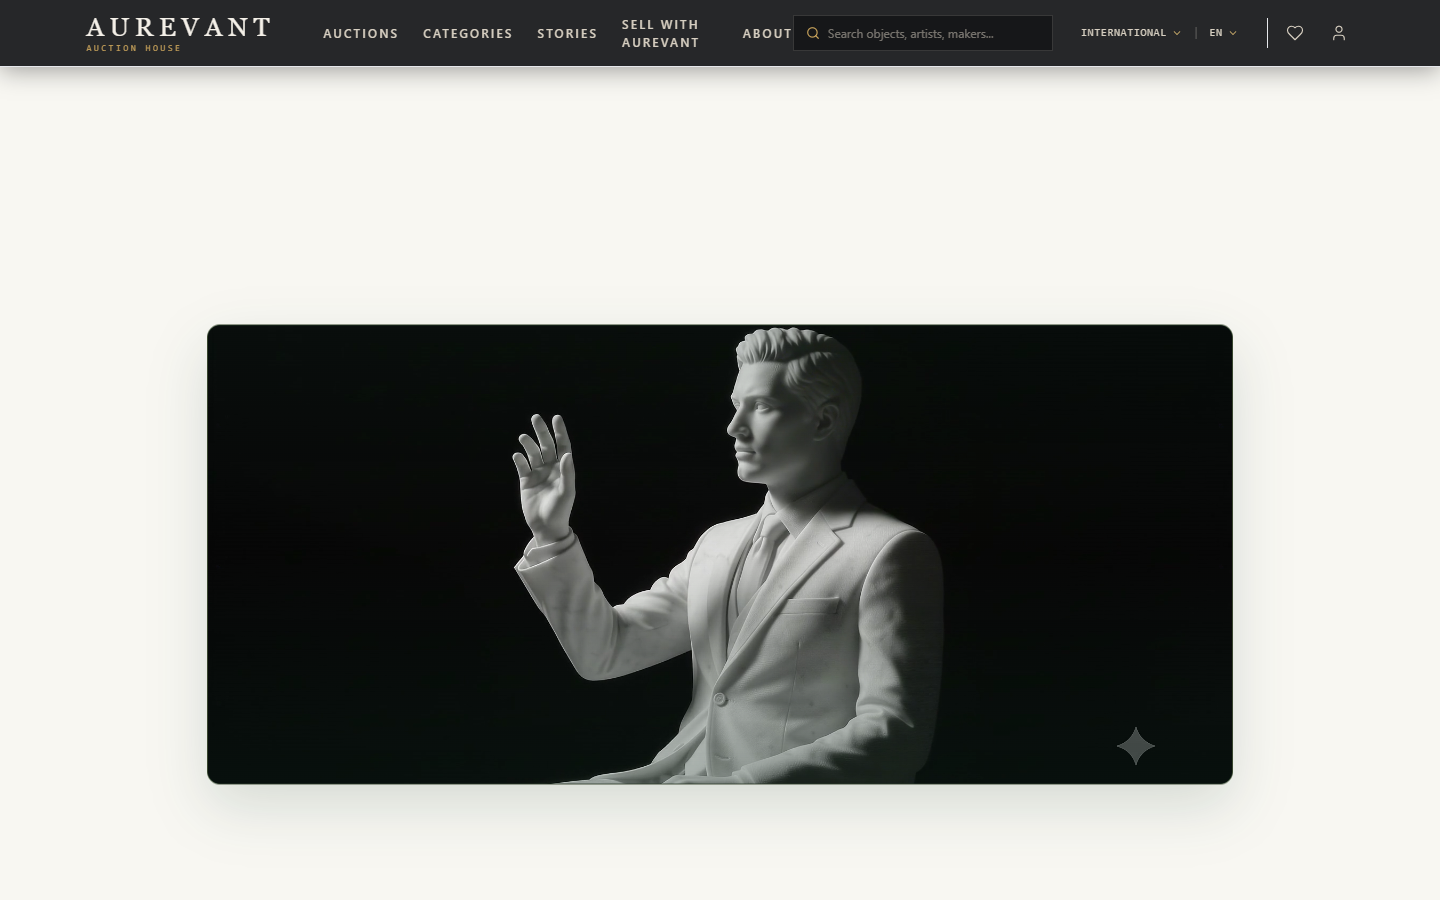 AUREVANT
AUCTION HOUSE
AUCTIONS
CATEGORIES
STORIES
SELL WITH
AUREVANT
ABOUT
Search objects, artists, makers...
INTERNATIONAL
EN